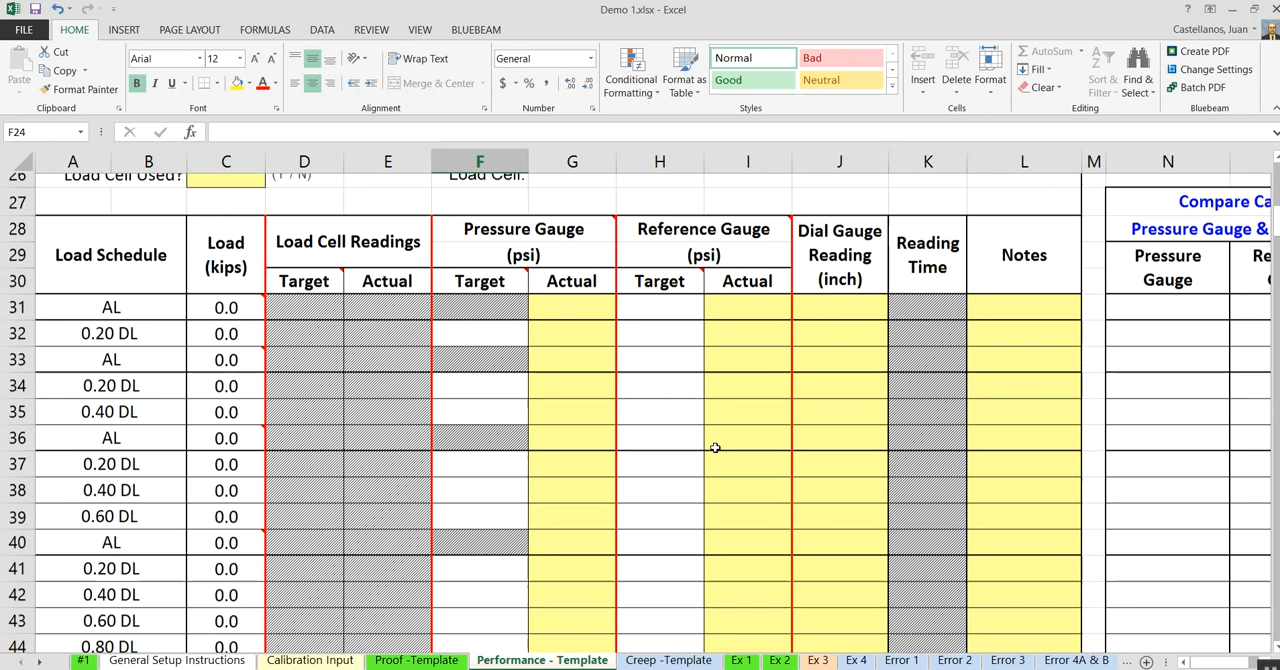 Demo 1.xlsx - Excel
FILE HOME INSERT PAGE LAYOUT FORMULAS DATA REVIEW VIEW BLUEBEAM Castellanos, Juan
Paste Cut Copy Format Painter Clipboard
Arial 12 A A B I U A Font
Wrap Text Merge & Center Alignment
General $ % , Number
Conditional Formatting Format as Table Normal Bad Good Neutral Styles
Insert Delete Format Cells
AutoSum Fill Clear Sort & Filter Find & Select Editing
Create PDF Change Settings Batch PDF Bluebeam
F24 fx
A B C D E F G H I J K L M N
26 Load Cell Used? (Y / N) Load Cell:
27 Compare Ca
28 Pressure Gauge Reference Gauge Dial Gauge Pressure Gauge &
29 Load Schedule Load (kips) Load Cell Readings (psi) (psi) Reading (inch) Reading Time Notes Pressure Gauge
30 Target Actual Target Actual Target Actual
31 AL 0.0
32 0.20 DL 0.0
33 AL 0.0
34 0.20 DL 0.0
35 0.40 DL 0.0
36 AL 0.0
37 0.20 DL 0.0
38 0.40 DL 0.0
39 0.60 DL 0.0
40 AL 0.0
41 0.20 DL 0.0
42 0.40 DL 0.0
43 0.60 DL 0.0
44 0.80 DL 0.0
#1 General Setup Instructions Calibration Input Proof -Template Performance - Template Creep -Template Ex 1 Ex 2 Ex 3 Ex 4 Error 1 Error 2 Error 3 Error 4A & B